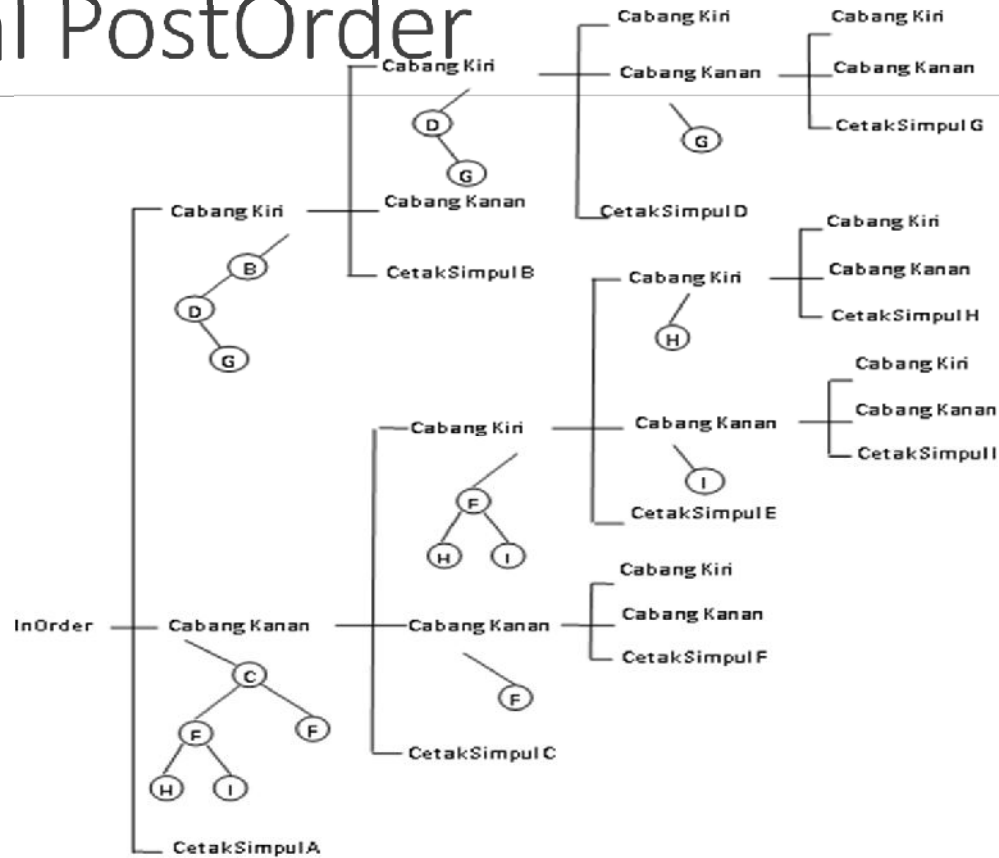 al PostOrder
Cabang Kiri
Cabang Kiri
Cabang Kiri
Cabang Kanan
Cabang Kanan
CetakSimpul G
D
G
G
Cabang Kiri
Cabang Kanan
CetakSimpul D
CetakSimpul B
B
D
G
Cabang Kiri
Cabang Kiri
Cabang Kanan
CetakSimpul H
H
Cabang Kiri
Cabang Kiri
Cabang Kanan
Cabang Kanan
CetakSimpul I
I
CetakSimpul E
E
H
I
InOrder
Cabang Kanan
Cabang Kanan
Cabang Kiri
Cabang Kanan
CetakSimpul F
C
E
F
H
I
F
CetakSimpul C
CetakSimpul A